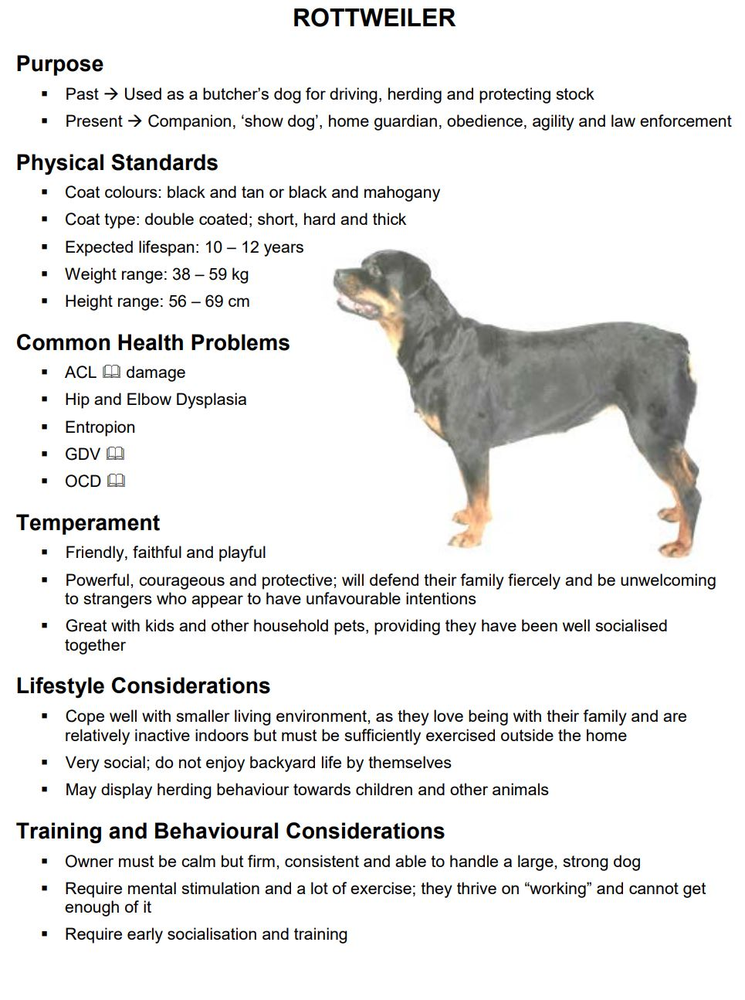 ROTTWEILER
Purpose
▪ Past → Used as a butcher’s dog for driving, herding and protecting stock
▪ Present → Companion, ‘show dog’, home guardian, obedience, agility and law enforcement
Physical Standards
▪ Coat colours: black and tan or black and mahogany
▪ Coat type: double coated; short, hard and thick
▪ Expected lifespan: 10 – 12 years
▪ Weight range: 38 – 59 kg
▪ Height range: 56 – 69 cm
Common Health Problems
▪ ACL 🕮 damage
▪ Hip and Elbow Dysplasia
▪ Entropion
▪ GDV 🕮
▪ OCD 🕮
Temperament
▪ Friendly, faithful and playful
▪ Powerful, courageous and protective; will defend their family fiercely and be unwelcoming
to strangers who appear to have unfavourable intentions
▪ Great with kids and other household pets, providing they have been well socialised
together
Lifestyle Considerations
▪ Cope well with smaller living environment, as they love being with their family and are
relatively inactive indoors but must be sufficiently exercised outside the home
▪ Very social; do not enjoy backyard life by themselves
▪ May display herding behaviour towards children and other animals
Training and Behavioural Considerations
▪ Owner must be calm but firm, consistent and able to handle a large, strong dog
▪ Require mental stimulation and a lot of exercise; they thrive on “working” and cannot get
enough of it
▪ Require early socialisation and training